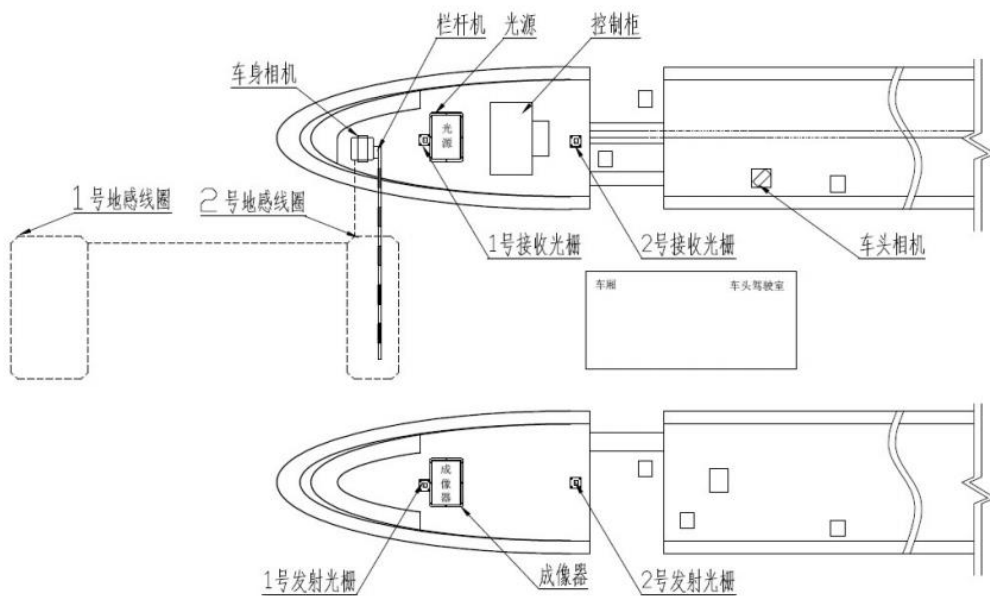 栏杆机
光源
控制柜
车身相机
光
源
1号地感线圈
2号地感线圈
1号接收光栅
2号接收光栅
车头相机
车厢
车头驾驶室
成
像
器
1号发射光栅
成像器
2号发射光栅